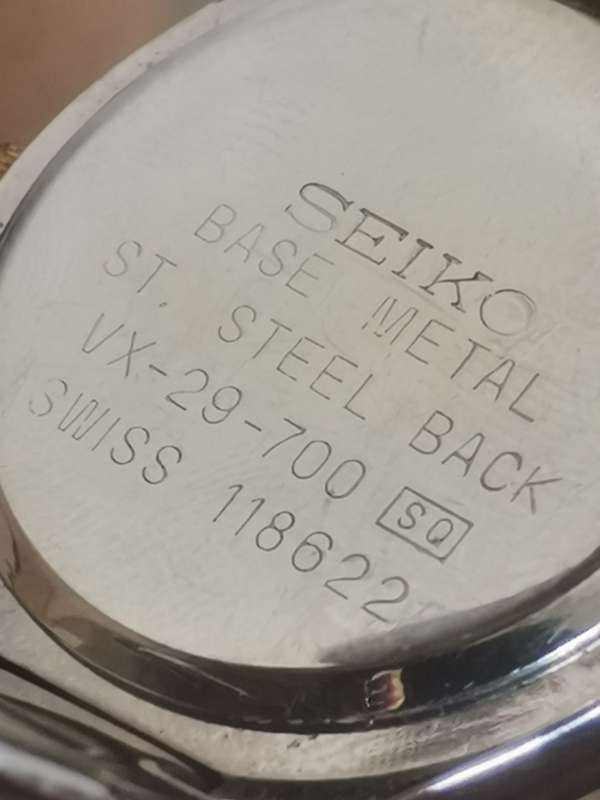 SEIKO
BASE METAL
ST. STEEL BACK
VX-29-700 SQ
SWISS 118622